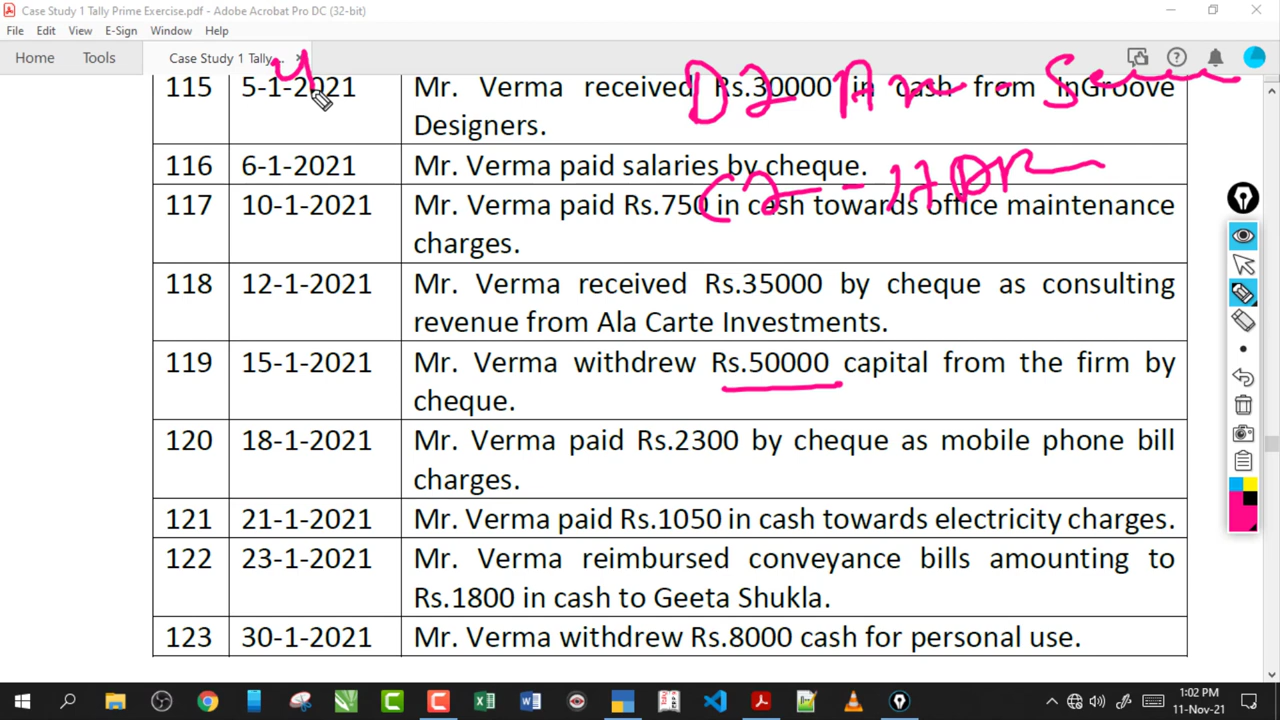 Case Study 1 Tally Prime Exercise.pdf - Adobe Acrobat Pro DC (32-bit)
File Edit View E-Sign Window Help
Home Tools Case Study 1 Tally ... ×
115 5-1-2021 Mr. Verma received Rs.30000 in cash from InGroove
Designers.
116 6-1-2021 Mr. Verma paid salaries by cheque.
117 10-1-2021 Mr. Verma paid Rs.750 in cash towards office maintenance
charges.
118 12-1-2021 Mr. Verma received Rs.35000 by cheque as consulting
revenue from Ala Carte Investments.
119 15-1-2021 Mr. Verma withdrew Rs.50000 capital from the firm by
cheque.
120 18-1-2021 Mr. Verma paid Rs.2300 by cheque as mobile phone bill
charges.
121 21-1-2021 Mr. Verma paid Rs.1050 in cash towards electricity charges.
122 23-1-2021 Mr. Verma reimbursed conveyance bills amounting to
Rs.1800 in cash to Geeta Shukla.
123 30-1-2021 Mr. Verma withdrew Rs.8000 cash for personal use.
1:02 PM
11-Nov-21